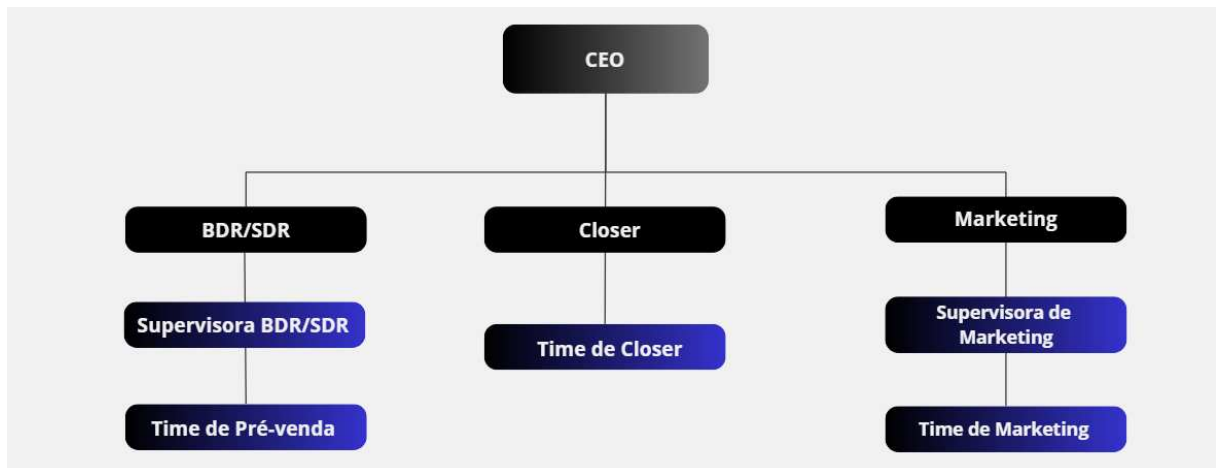 CEO
BDR/SDR
Closer
Marketing
Supervisora BDR/SDR
Supervisora de
Marketing
Time de Closer
Time de Pré-venda
Time de Marketing